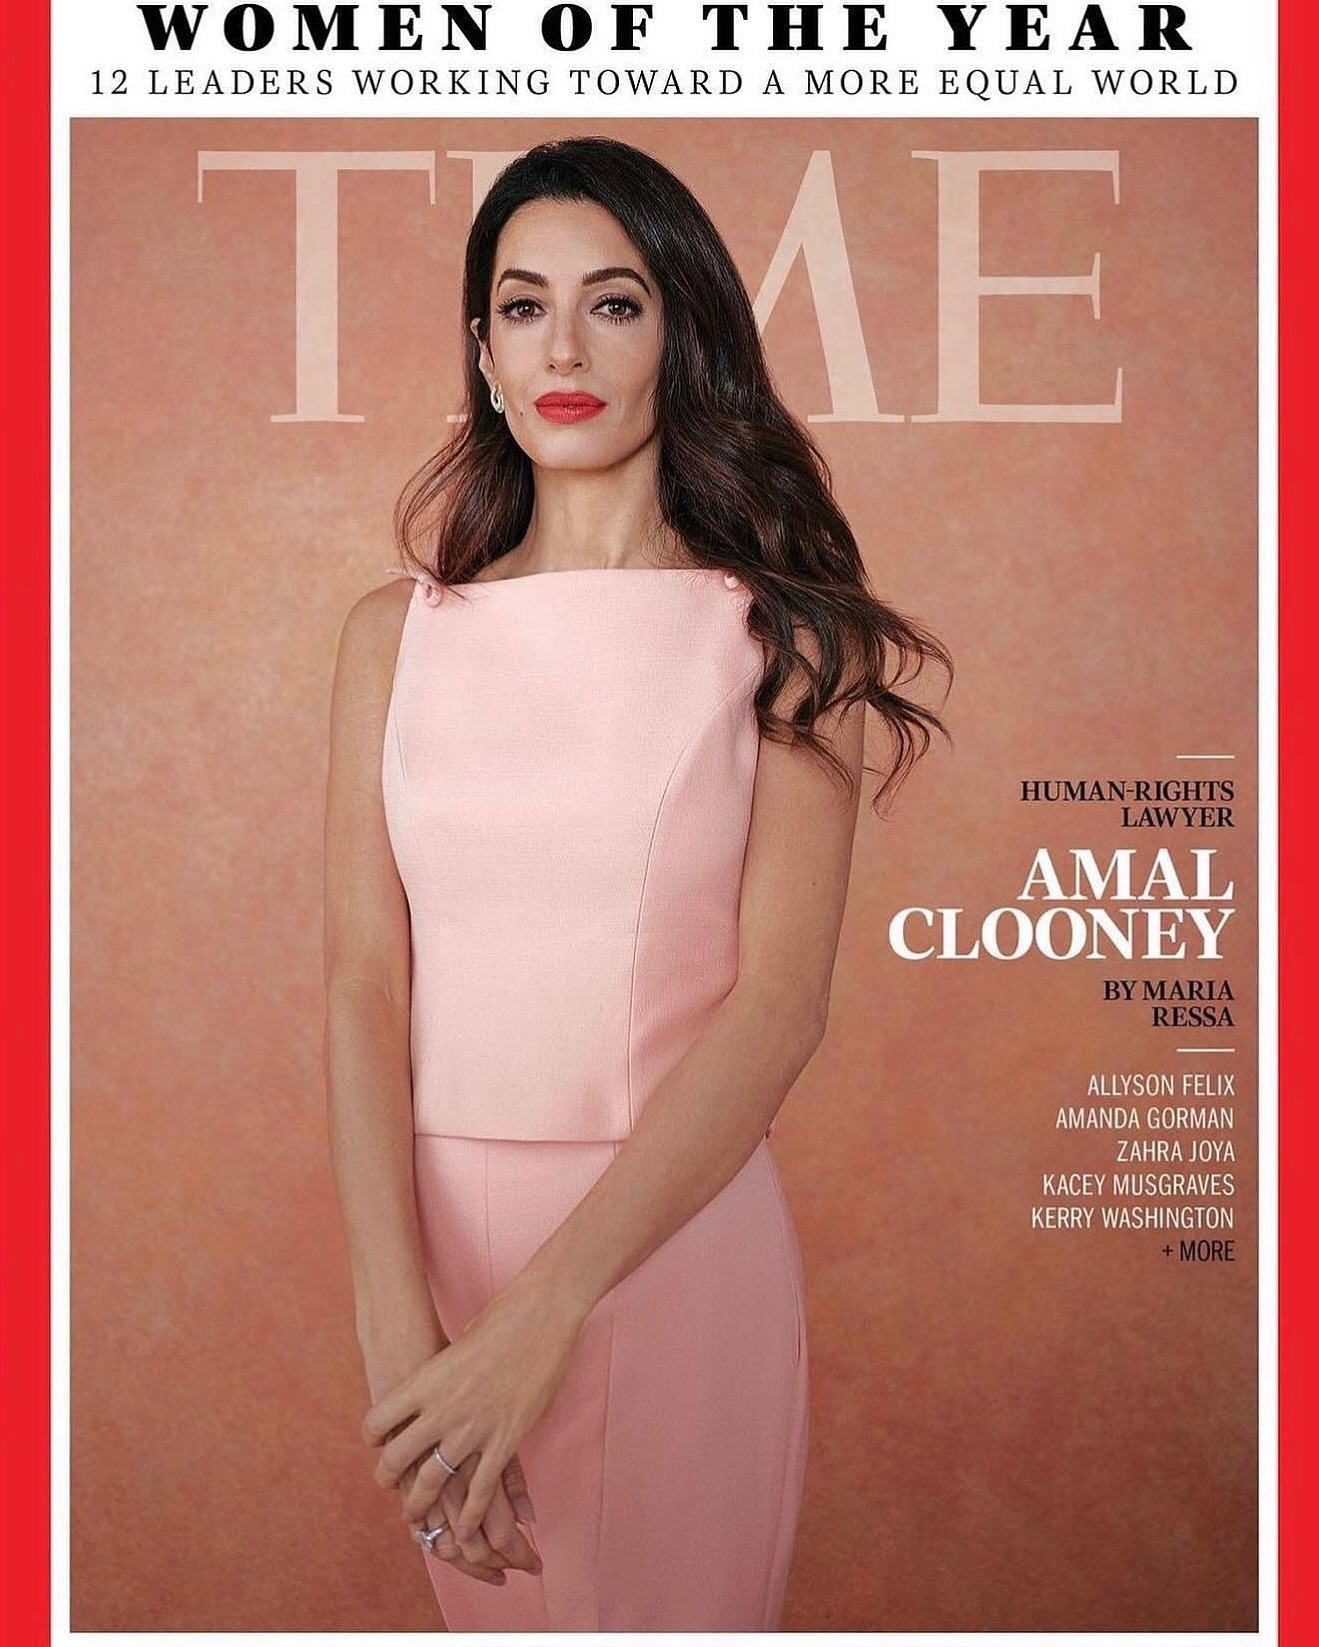 WOMEN OF THE YEAR
12 LEADERS WORKING TOWARD A MORE EQUAL WORLD
TIME
HUMAN-RIGHTS
LAWYER
AMAL
CLOONEY
BY MARIA
RESSA
ALLYSON FELIX
AMANDA GORMAN
ZAHRA JOYA
KACEY MUSGRAVES
KERRY WASHINGTON
+ MORE